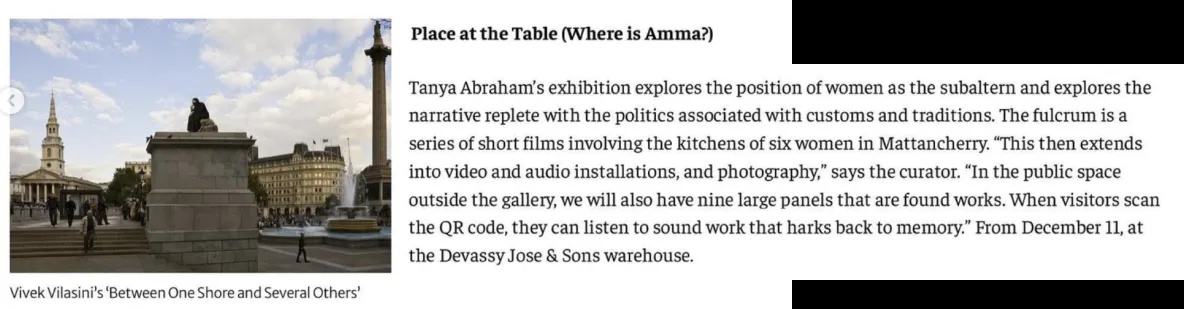 Place at the Table (Where is Amma?)
Tanya Abraham’s exhibition explores the position of women as the subaltern and explores the
narrative replete with the politics associated with customs and traditions. The fulcrum is a
series of short films involving the kitchens of six women in Mattancherry. “This then extends
into video and audio installations, and photography,” says the curator. “In the public space
outside the gallery, we will also have nine large panels that are found works. When visitors scan
the QR code, they can listen to sound work that harks back to memory.” From December 11, at
the Devassy Jose & Sons warehouse.
Vivek Vilasini’s ‘Between One Shore and Several Others’